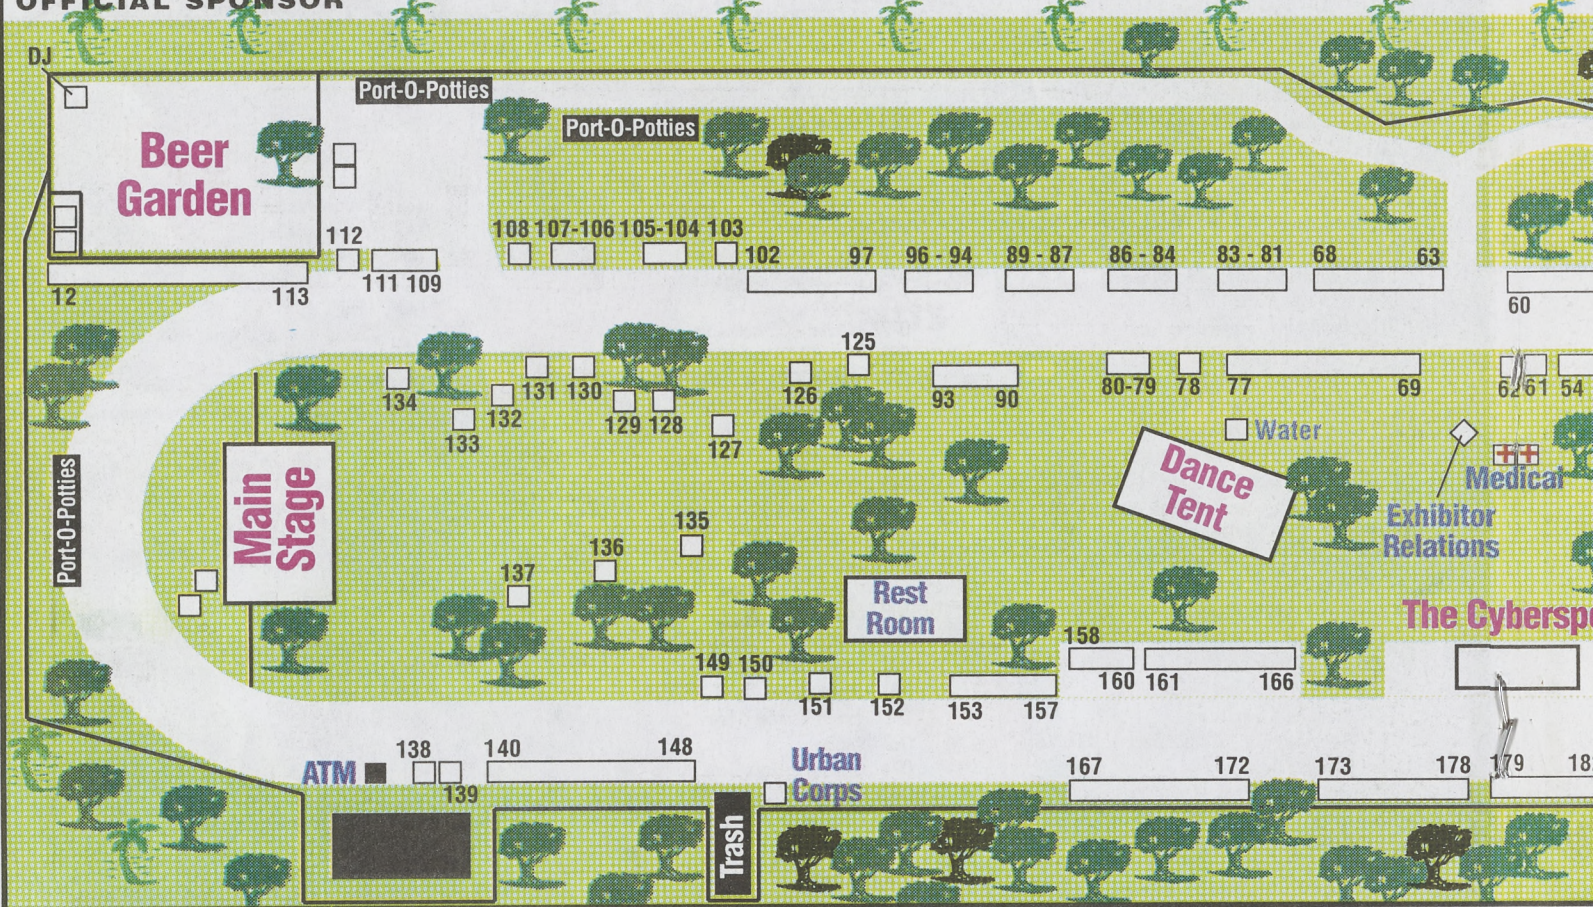 OFFICIAL SPONSOR
DJ
Port-O-Potties
Port-O-Potties
Beer
Garden
112
108 107-106 105-104 103
102 97 96 - 94 89 - 87 86 - 84 83 - 81 68 63
12 113 111 109
60
125
131 130 126
134 132 129 128 93 90 80-79 78 77 69 62 61 54
133 127
Water
Main
Stage
Port-O-Potties
Dance
Tent
Medical
Exhibitor
Relations
135
136
137
Rest
Room
The Cyberspo
158
149 150 160 161 166
151 152 153 157
ATM 138 140 148
139
Urban
Corps
167 172 173 178 179 18
Trash